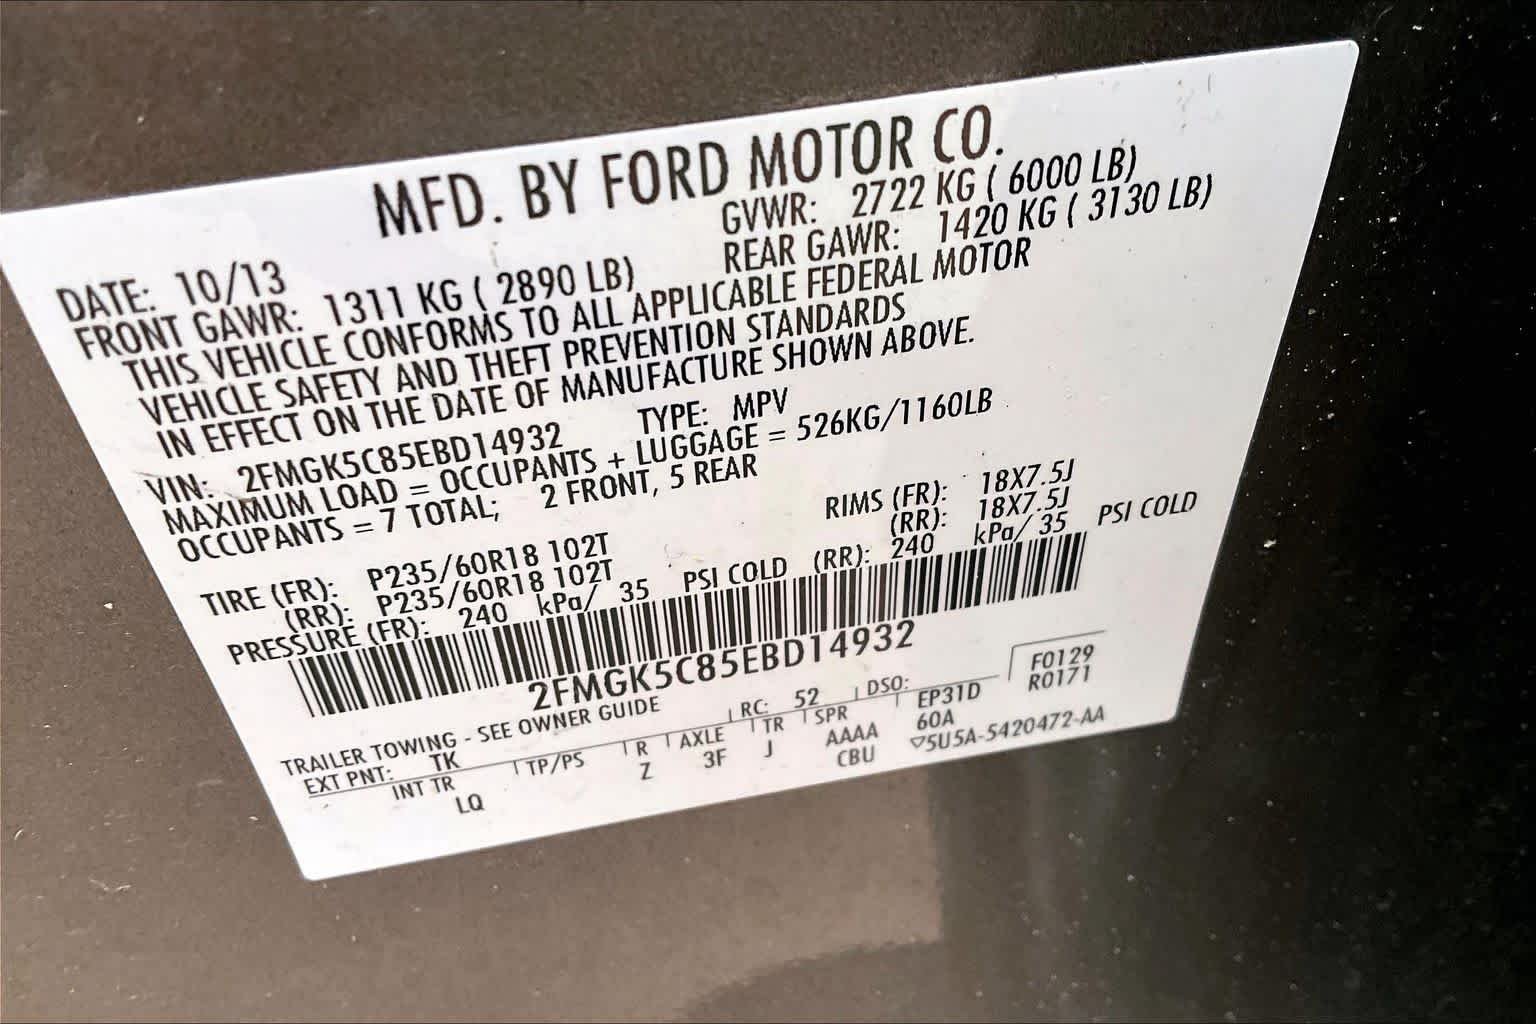 MFD. BY FORD MOTOR CO.
DATE: 10/13 GVWR: 2722 KG ( 6000 LB)
FRONT GAWR: 1311 KG ( 2890 LB) REAR GAWR: 1420 KG ( 3130 LB)
THIS VEHICLE CONFORMS TO ALL APPLICABLE FEDERAL MOTOR
VEHICLE SAFETY AND THEFT PREVENTION STANDARDS
IN EFFECT ON THE DATE OF MANUFACTURE SHOWN ABOVE.
VIN: 2FMGK5C85EBD14932 TYPE: MPV
MAXIMUM LOAD = OCCUPANTS + LUGGAGE = 526KG/1160LB
OCCUPANTS = 7 TOTAL; 2 FRONT, 5 REAR
TIRE (FR): P235/60R18 102T RIMS (FR): 18X7.5J
(RR): P235/60R18 102T (RR): 18X7.5J
PRESSURE (FR): 240 kPa/ 35 PSI COLD (RR): 240 kPa/ 35 PSI COLD
2FMGK5C85EBD14932
TRAILER TOWING - SEE OWNER GUIDE
F0129
R0171
EXT PNT: TK RC: 52 DSO:
INT TR TP/PS R AXLE TR SPR EP31D
LQ Z 3F J AAAA 60A
CBU ▽5U5A-5420472-AA